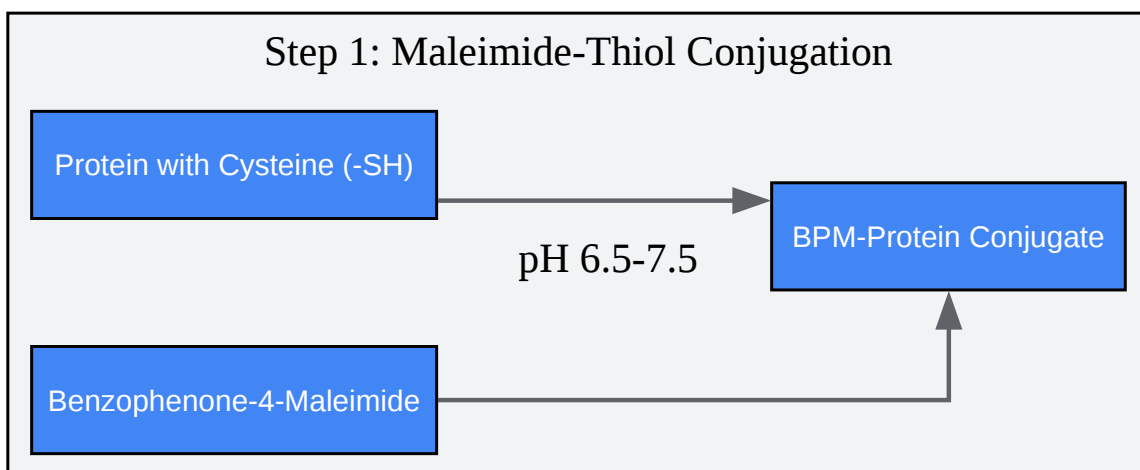 Step 1: Maleimide-Thiol Conjugation
Protein with Cysteine (-SH)
BPM-Protein Conjugate
pH 6.5-7.5
Benzophenone-4-Maleimide